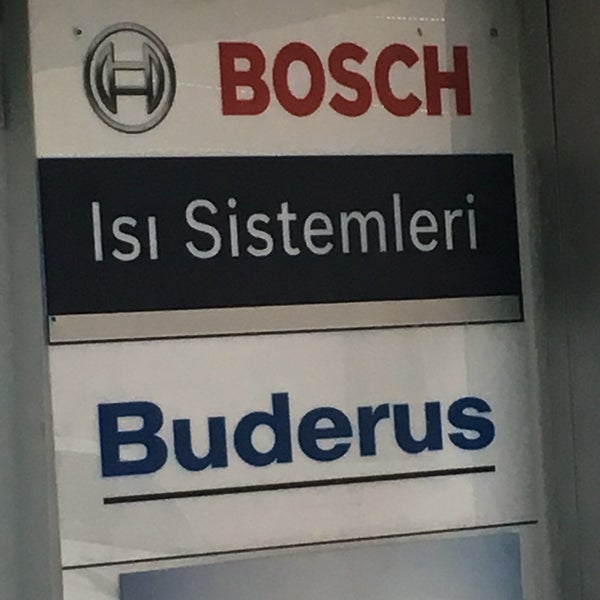 BOSCH
Isı Sistemleri
Buderus